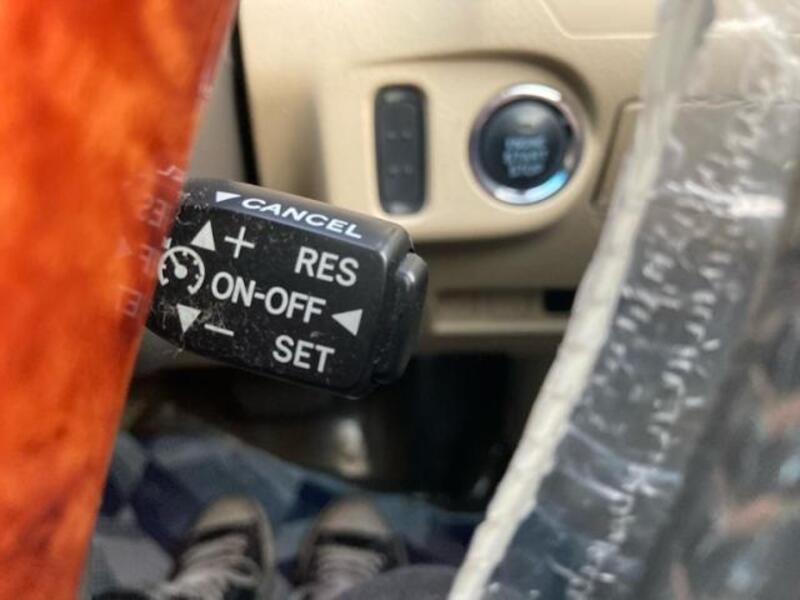 CANCEL
+ RES
ON-OFF
- SET
ENGINE
START
STOP